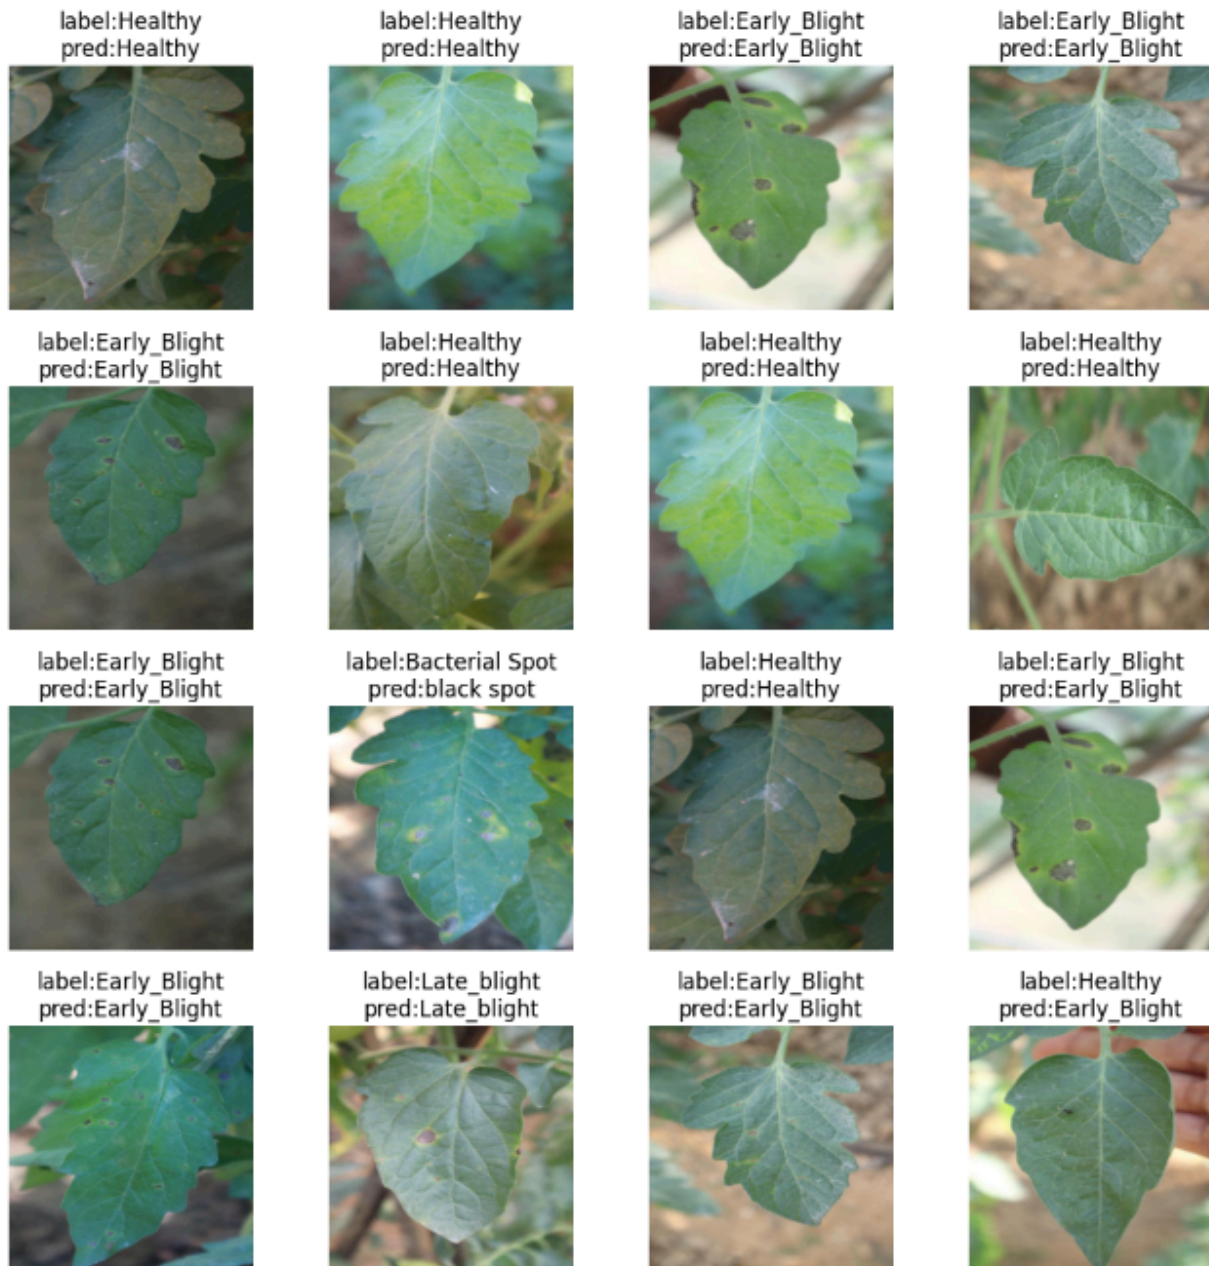 label:Healthy
pred:Healthy
label:Healthy
pred:Healthy
label:Early_Blight
pred:Early_Blight
label:Early_Blight
pred:Early_Blight
label:Early_Blight
pred:Early_Blight
label:Healthy
pred:Healthy
label:Healthy
pred:Healthy
label:Healthy
pred:Healthy
label:Early_Blight
pred:Early_Blight
label:Bacterial Spot
pred:black spot
label:Healthy
pred:Healthy
label:Early_Blight
pred:Early_Blight
label:Early_Blight
pred:Early_Blight
label:Late_blight
pred:Late_blight
label:Early_Blight
pred:Early_Blight
label:Healthy
pred:Early_Blight